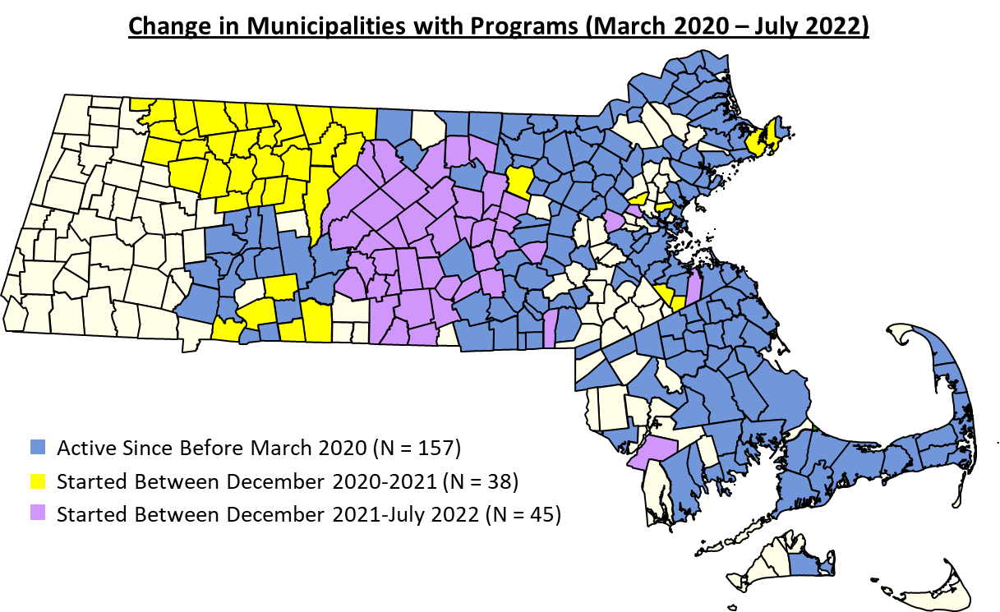 Change in Municipalities with Programs (March 2020 – July 2022)
Active Since Before March 2020 (N = 157)
Started Between December 2020-2021 (N = 38)
Started Between December 2021-July 2022 (N = 45)